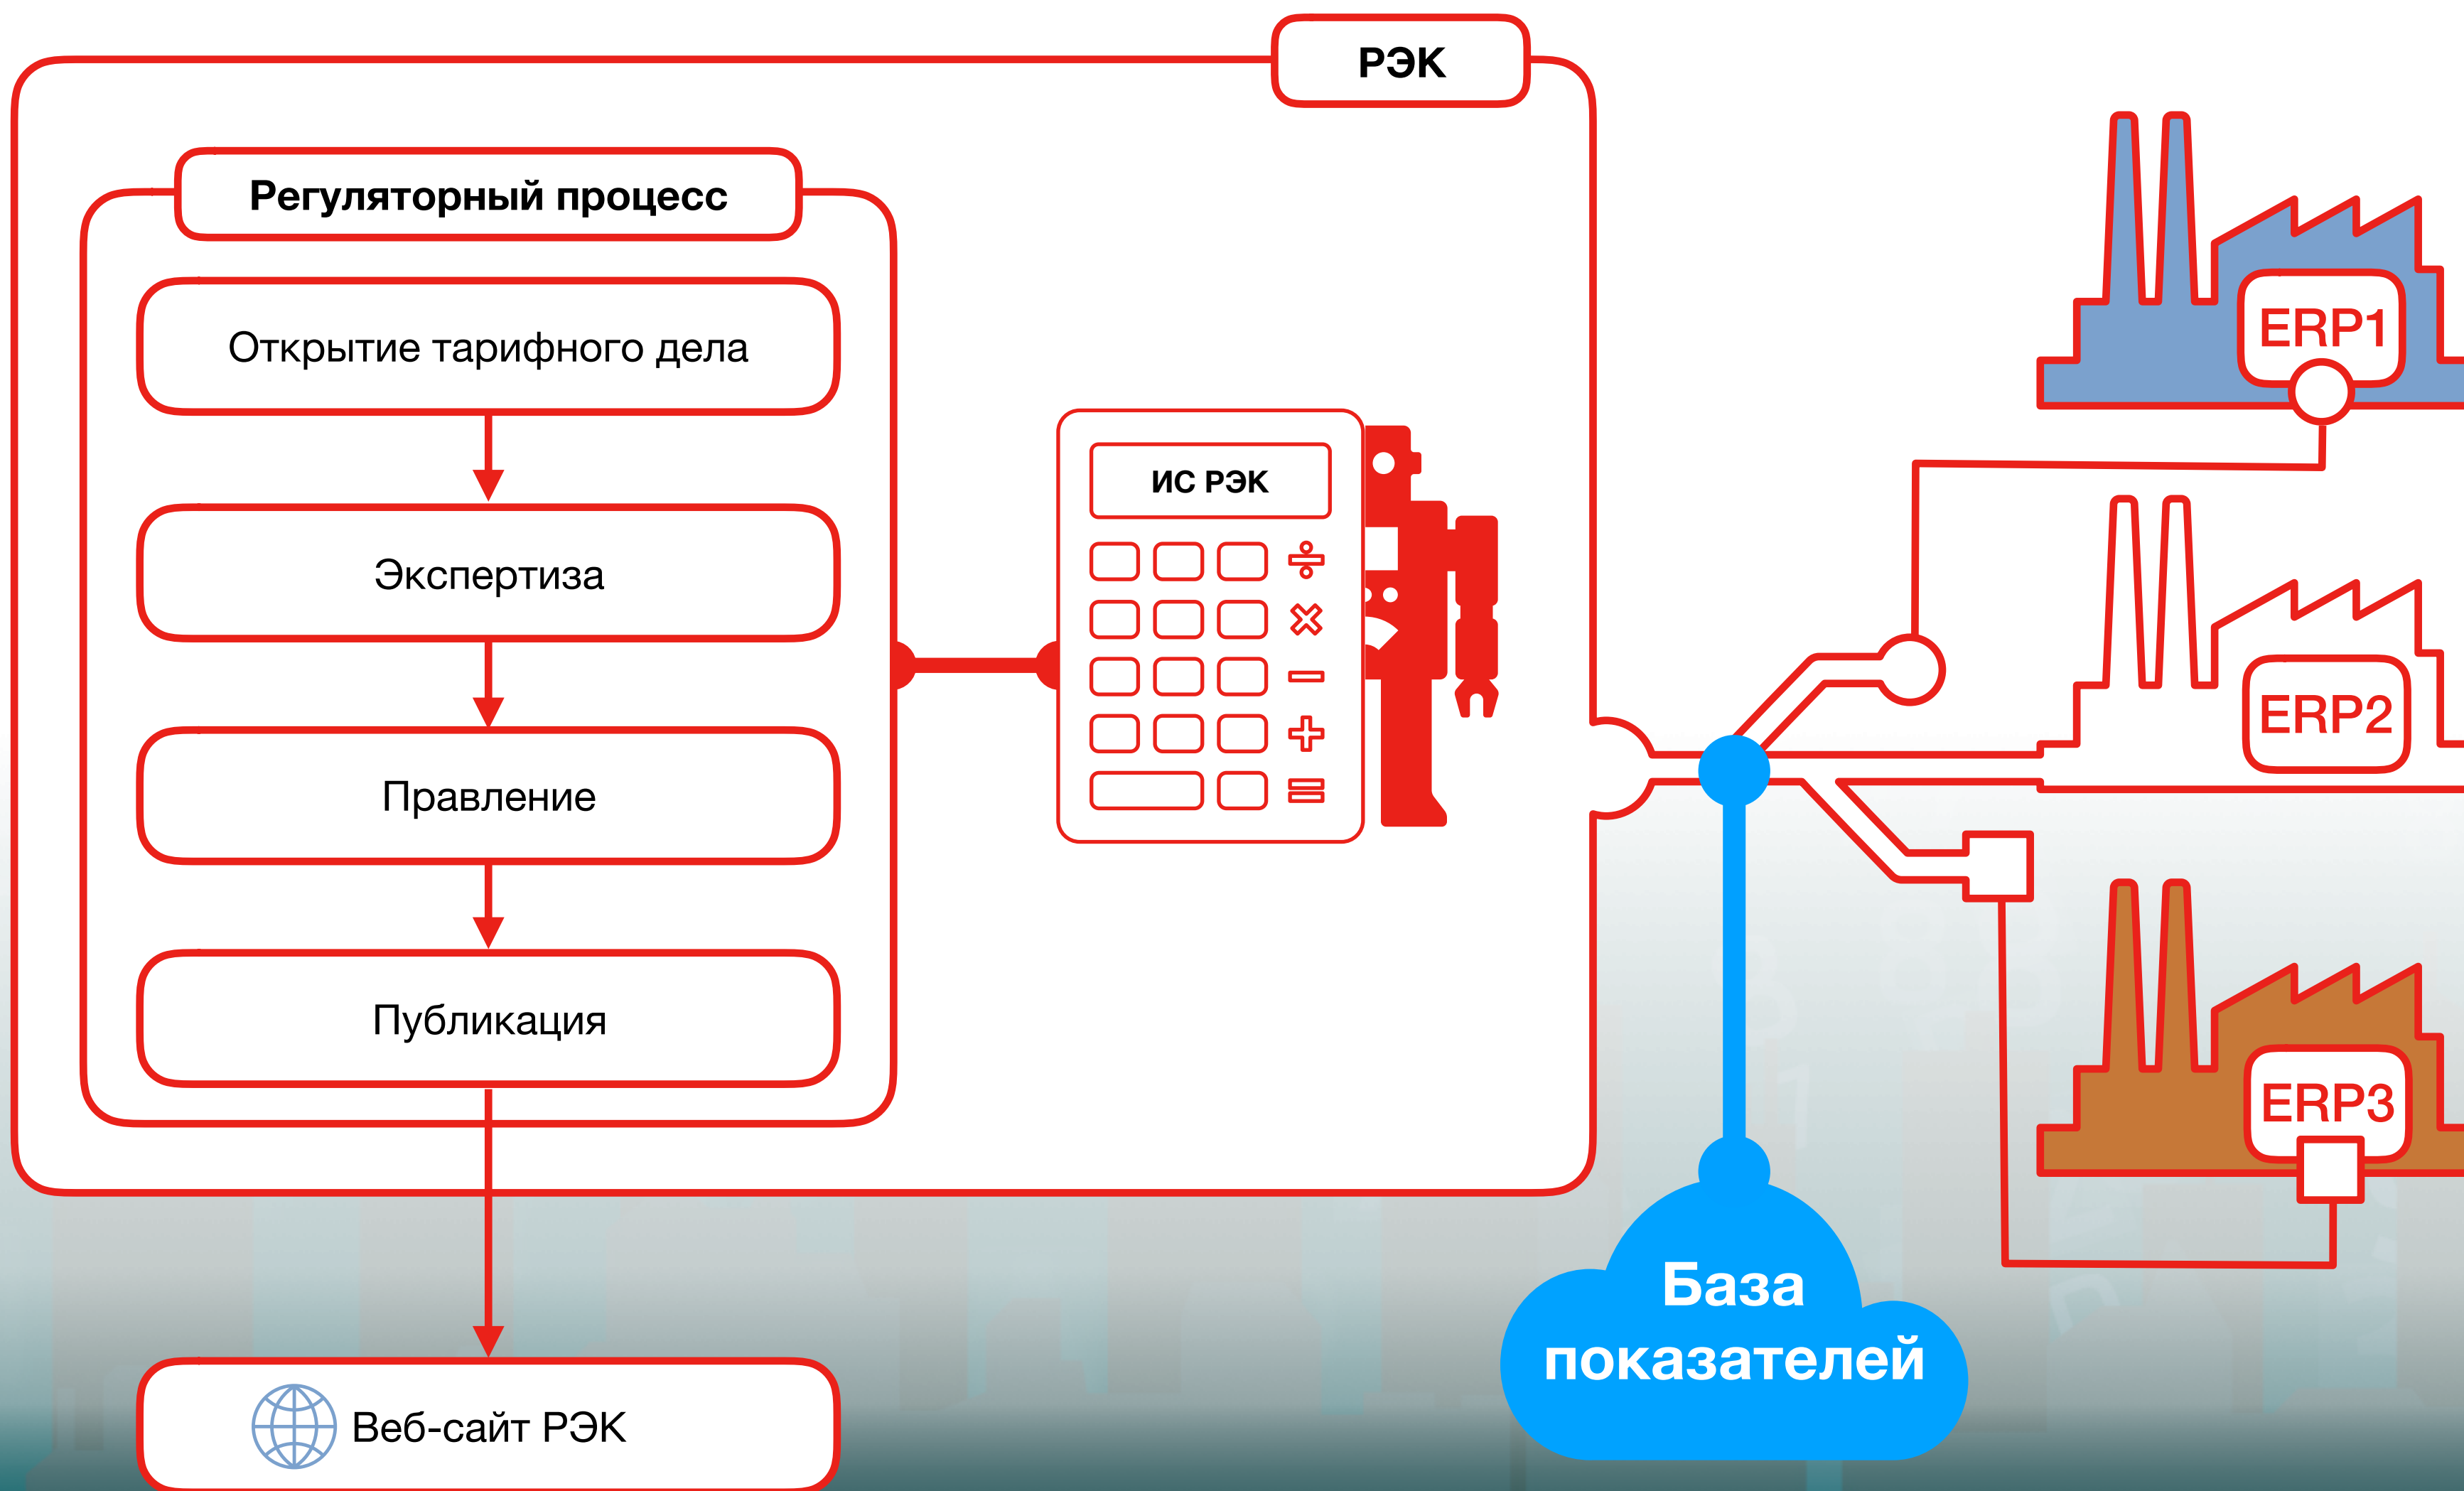 РЭК
Регуляторный процесс
Открытие тарифного дела
Экспертиза
Правление
Публикация
Веб-сайт РЭК
ИС РЭК
ERP1
ERP2
ERP3
База
показателей